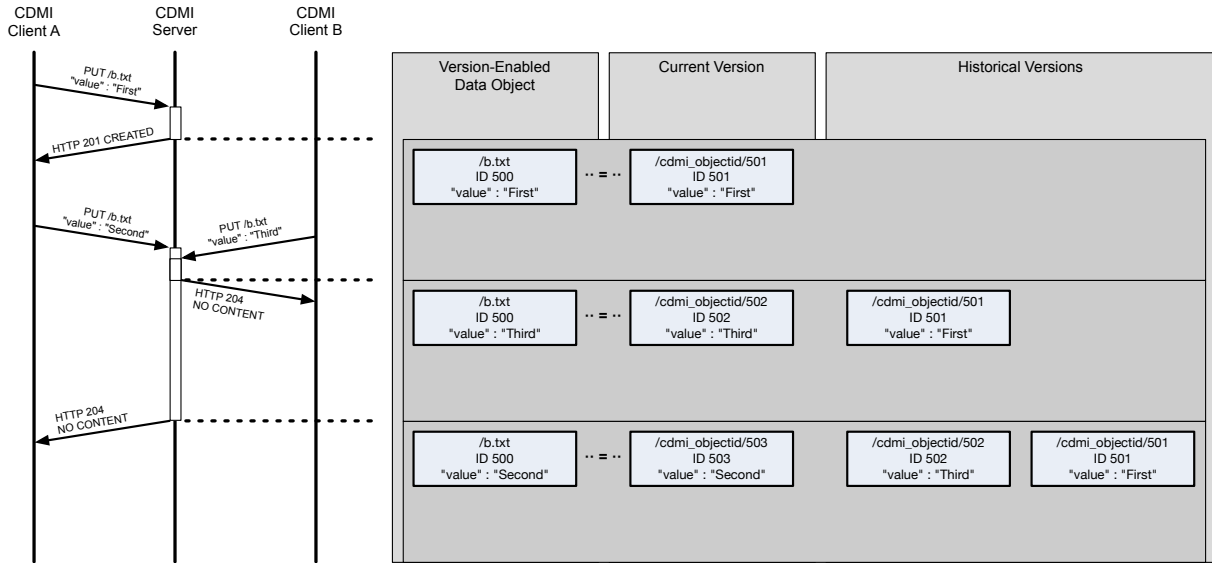 CDMI
Client A
CDMI
Server
CDMI
Client B
PUT /b.txt
"value" : "First"
HTTP 201 CREATED
PUT /b.txt
"value" : "Second"
PUT /b.txt
"value" : "Third"
HTTP 204
NO CONTENT
HTTP 204
NO CONTENT
Version-Enabled
Data Object
Current Version
Historical Versions
/b.txt
ID 500
"value" : "First"
·· = ··
/cdmi_objectid/501
ID 501
"value" : "First"
/b.txt
ID 500
"value" : "Third"
·· = ··
/cdmi_objectid/502
ID 502
"value" : "Third"
/cdmi_objectid/501
ID 501
"value" : "First"
/b.txt
ID 500
"value" : "Second"
·· = ··
/cdmi_objectid/503
ID 503
"value" : "Second"
/cdmi_objectid/502
ID 502
"value" : "Third"
/cdmi_objectid/501
ID 501
"value" : "First"